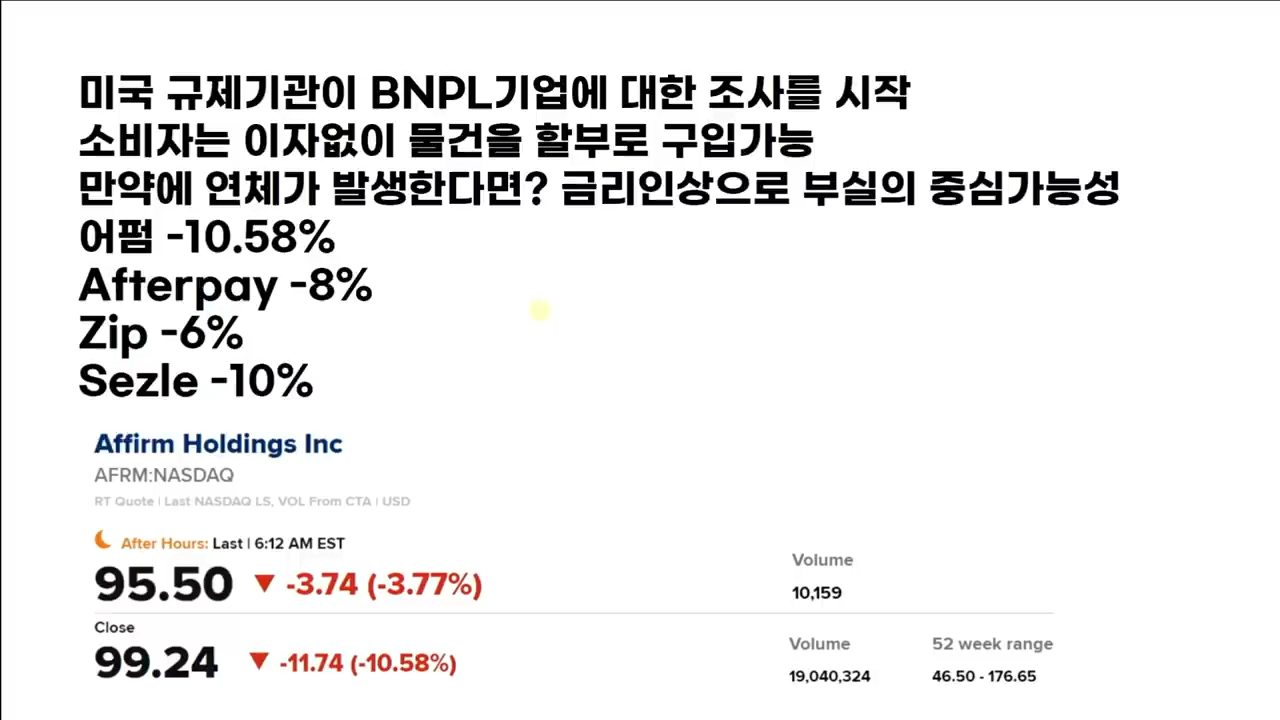 미국 규제기관이 BNPL기업에 대한 조사를 시작
소비자는 이자없이 물건을 할부로 구입가능
만약에 연체가 발생한다면? 금리인상으로 부실의 중심가능성
어펌 -10.58%
Afterpay -8%
Zip -6%
Sezle -10%
Affirm Holdings Inc
AFRM:NASDAQ
RT Quote | Last NASDAQ LS, VOL From CTA | USD
After Hours: Last | 6:12 AM EST
95.50 ▼ -3.74 (-3.77%)
Volume
10,159
Close
99.24 ▼ -11.74 (-10.58%)
Volume 52 week range
19,040,324 46.50 - 176.65